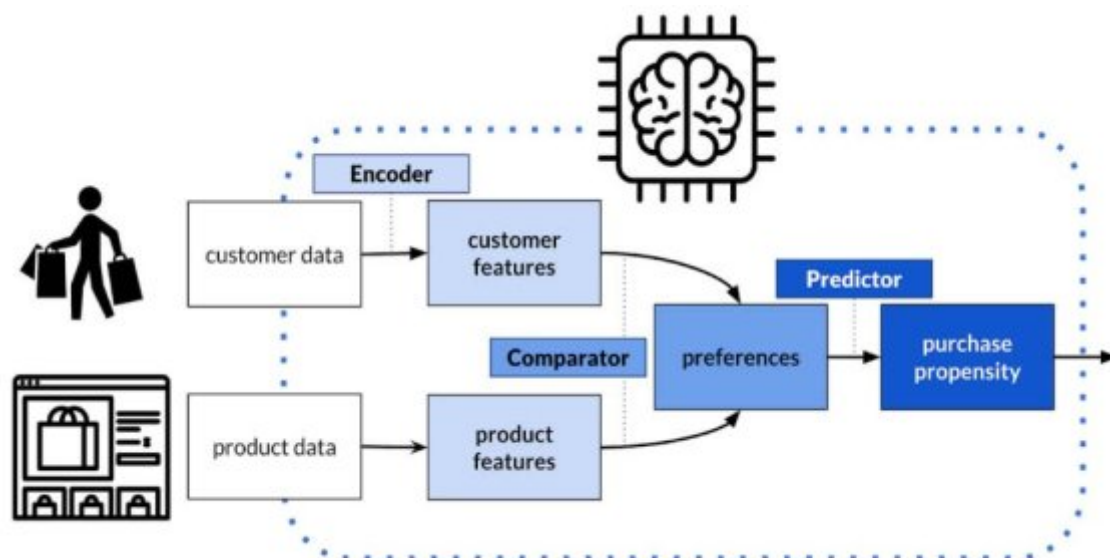 Encoder
customer data
customer
features
Predictor
Comparator
preferences
purchase
propensity
product data
product
features